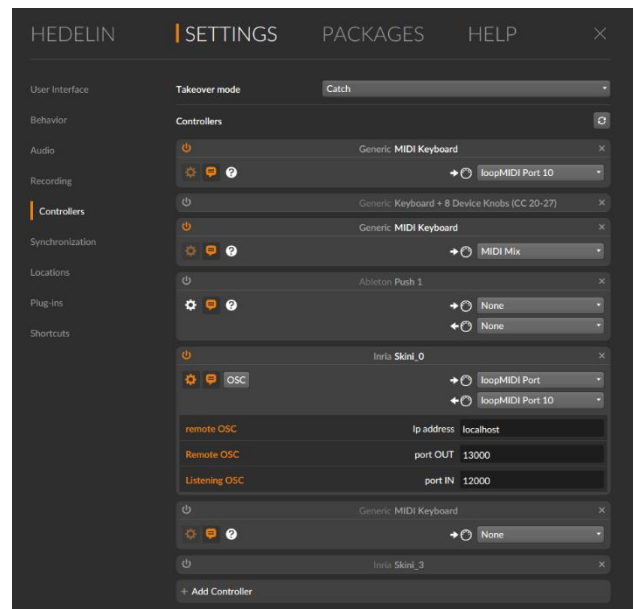 HEDELIN SETTINGS PACKAGES HELP
User Interface
Behavior
Audio
Recording
Controllers
Synchronization
Locations
Plug-ins
Shortcuts
Takeover mode Catch
Controllers
Generic MIDI Keyboard
loopMIDI Port 10
Generic Keyboard + 8 Device Knobs (CC 20-27)
Generic MIDI Keyboard
MIDI Mix
Ableton Push 1
None
None
Inria Skini_0
OSC loopMIDI Port
loopMIDI Port 10
remote OSC Ip address localhost
Remote OSC port OUT 13000
Listening OSC port IN 12000
Generic MIDI Keyboard
None
Inria Skini_3
+ Add Controller